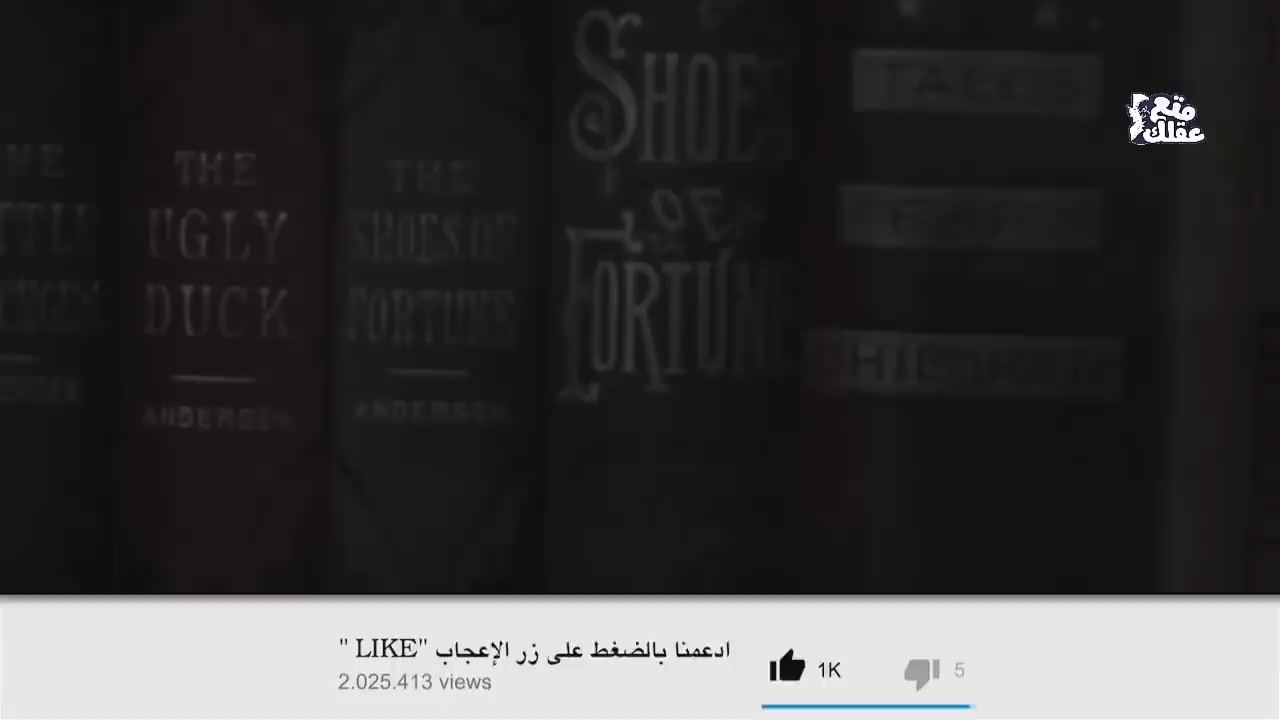 THE
UGLY
DUCK
ANDERSEN
THE
SHOES OF
FORTUNE
ANDERSEN
SHOES
OF
FORTUNE
متع
عقلك
ادعمنا بالضغط على زر الإعجاب "LIKE "
2.025.413 views
1K
5